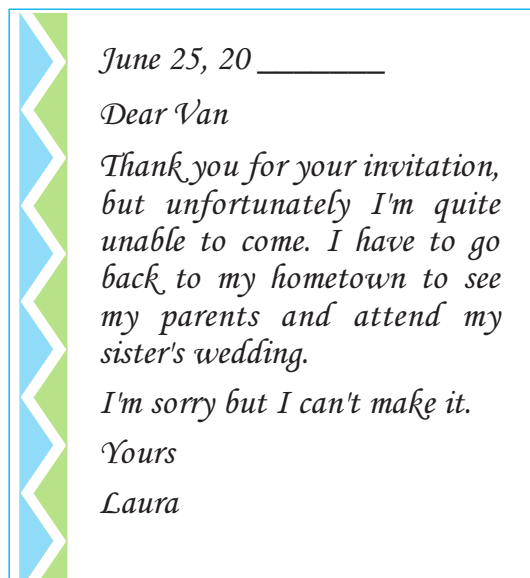 June 25, 20 ________
Dear Van
Thank you for your invitation,
but unfortunately I'm quite
unable to come. I have to go
back to my hometown to see
my parents and attend my
sister's wedding.
I'm sorry but I can't make it.
Yours
Laura